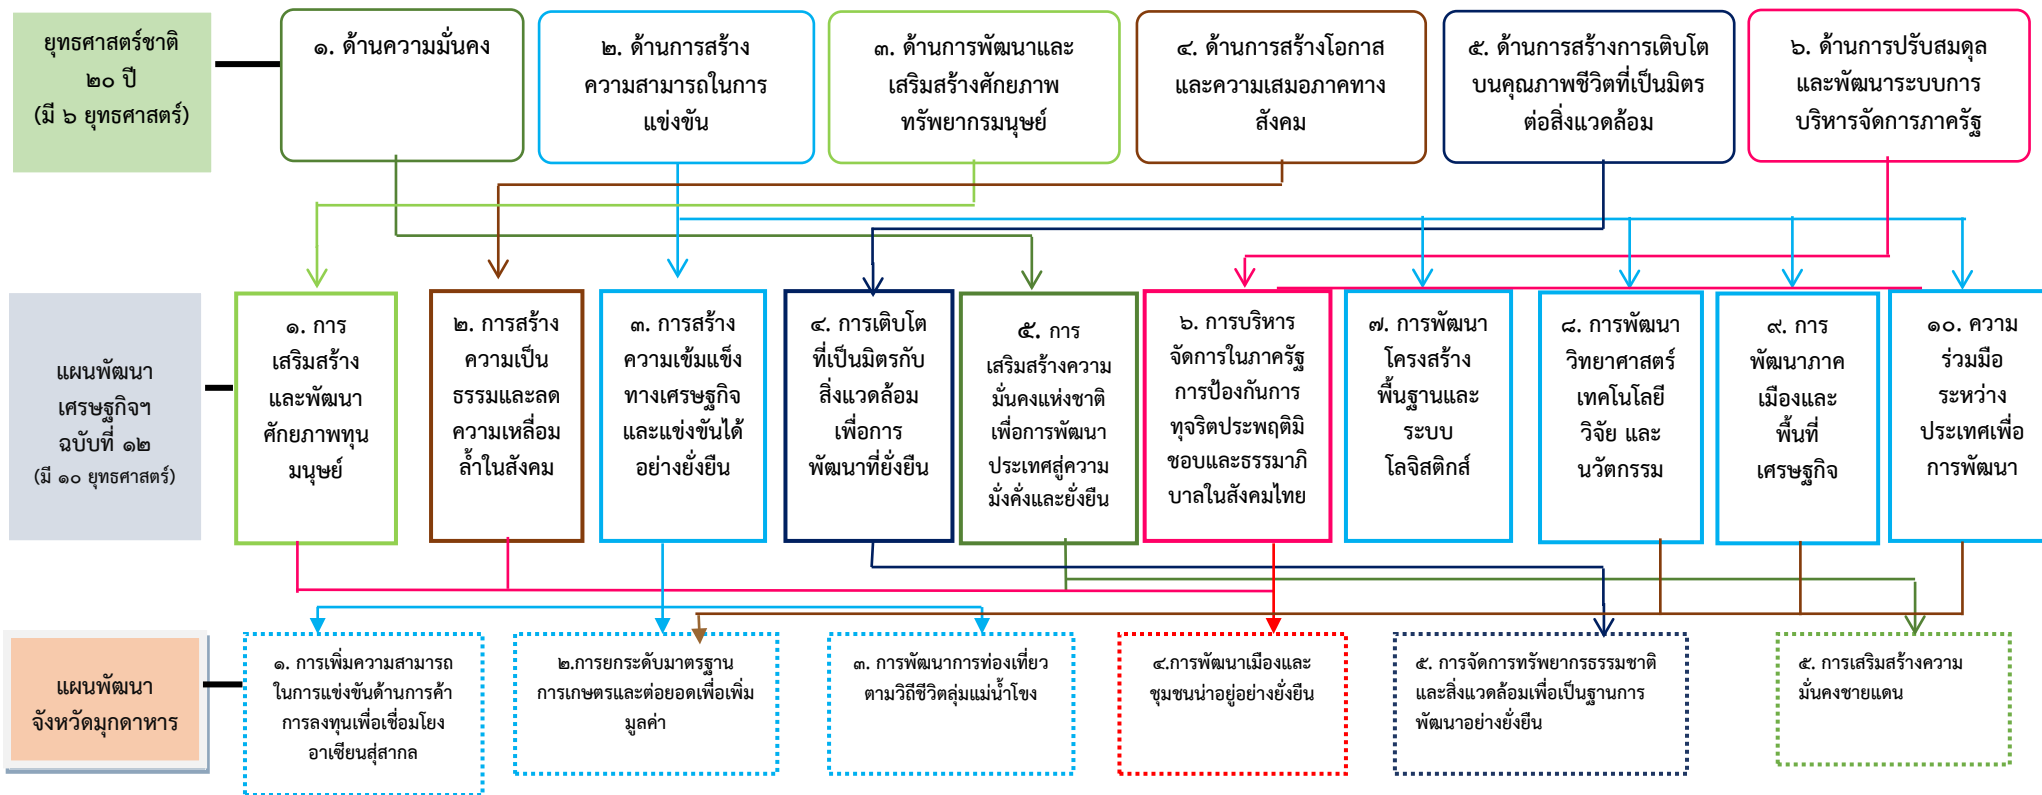 ยุทธศาสตร์ชาติ
๒๐ ปี
(มี ๖ ยุทธศาสตร์)
๑. ด้านความมั่นคง
๒. ด้านการสร้าง
ความสามารถในการ
แข่งขัน
๓. ด้านการพัฒนาและ
เสริมสร้างศักยภาพ
ทรัพยากรมนุษย์
๔. ด้านการสร้างโอกาส
และความเสมอภาคทาง
สังคม
๕. ด้านการสร้างการเติบโต
บนคุณภาพชีวิตที่เป็นมิตร
ต่อสิ่งแวดล้อม
๖. ด้านการปรับสมดุล
และพัฒนาระบบการ
บริหารจัดการภาครัฐ
แผนพัฒนา
เศรษฐกิจฯ
ฉบับที่ ๑๒
(มี ๑๐ ยุทธศาสตร์)
๑. การ
เสริมสร้าง
และพัฒนา
ศักยภาพทุน
มนุษย์
๒. การสร้าง
ความเป็น
ธรรมและลด
ความเหลื่อม
ล้ำในสังคม
๓. การสร้าง
ความเข้มแข็ง
ทางเศรษฐกิจ
และแข่งขันได้
อย่างยั่งยืน
๔. การเติบโต
ที่เป็นมิตรกับ
สิ่งแวดล้อม
เพื่อการ
พัฒนาที่ยั่งยืน
๕. การ
เสริมสร้างความ
มั่นคงแห่งชาติ
เพื่อการพัฒนา
ประเทศสู่ความ
มั่งคั่งและยั่งยืน
๖. การบริหาร
จัดการในภาครัฐ
การป้องกันการ
ทุจริตประพฤติมิ
ชอบและธรรมาภิ
บาลในสังคมไทย
๗. การพัฒนา
โครงสร้าง
พื้นฐานและ
ระบบ
โลจิสติกส์
๘. การพัฒนา
วิทยาศาสตร์
เทคโนโลยี
วิจัย และ
นวัตกรรม
๙. การ
พัฒนาภาค
เมืองและ
พื้นที่
เศรษฐกิจ
๑๐. ความ
ร่วมมือ
ระหว่าง
ประเทศเพื่อ
การพัฒนา
แผนพัฒนา
จังหวัดมุกดาหาร
๑. การเพิ่มความสามารถ
ในการแข่งขันด้านการค้า
การลงทุนเพื่อเชื่อมโยง
อาเซียนสู่สากล
๒.การยกระดับมาตรฐาน
การเกษตรและต่อยอดเพื่อเพิ่ม
มูลค่า
๓. การพัฒนาการท่องเที่ยว
ตามวิถีชีวิตลุ่มแม่น้ำโขง
๔.การพัฒนาเมืองและ
ชุมชนน่าอยู่อย่างยั่งยืน
๕. การจัดการทรัพยากรธรรมชาติ
และสิ่งแวดล้อมเพื่อเป็นฐานการ
พัฒนาอย่างยั่งยืน
๕. การเสริมสร้างความ
มั่นคงชายแดน